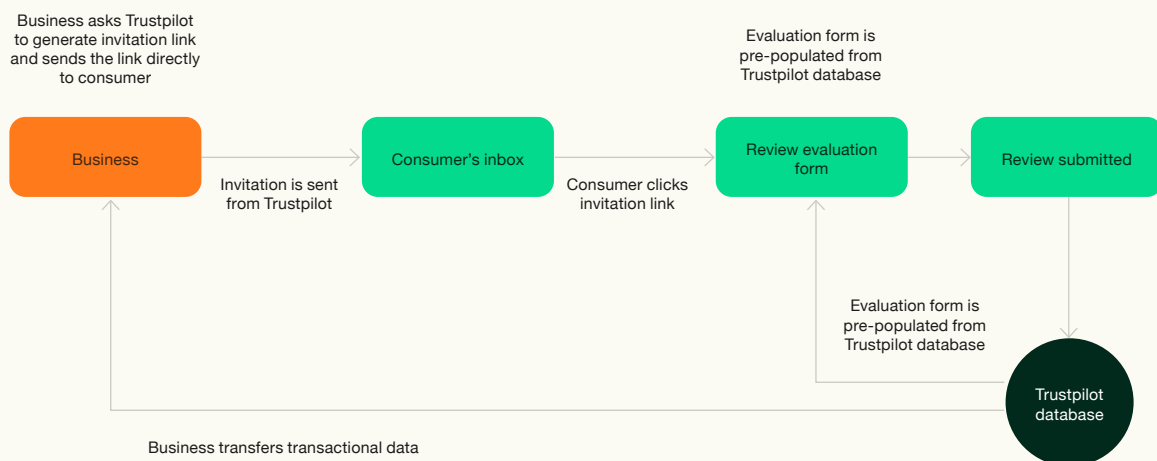 Business asks Trustpilot
to generate invitation link
and sends the link directly
to consumer
Evaluation form is
pre-populated from
Trustpilot database
Business
Consumer's inbox
Review evaluation
form
Review submitted
Invitation is sent
from Trustpilot
Consumer clicks
invitation link
Evaluation form is
pre-populated from
Trustpilot database
Trustpilot
database
Business transfers transactional data